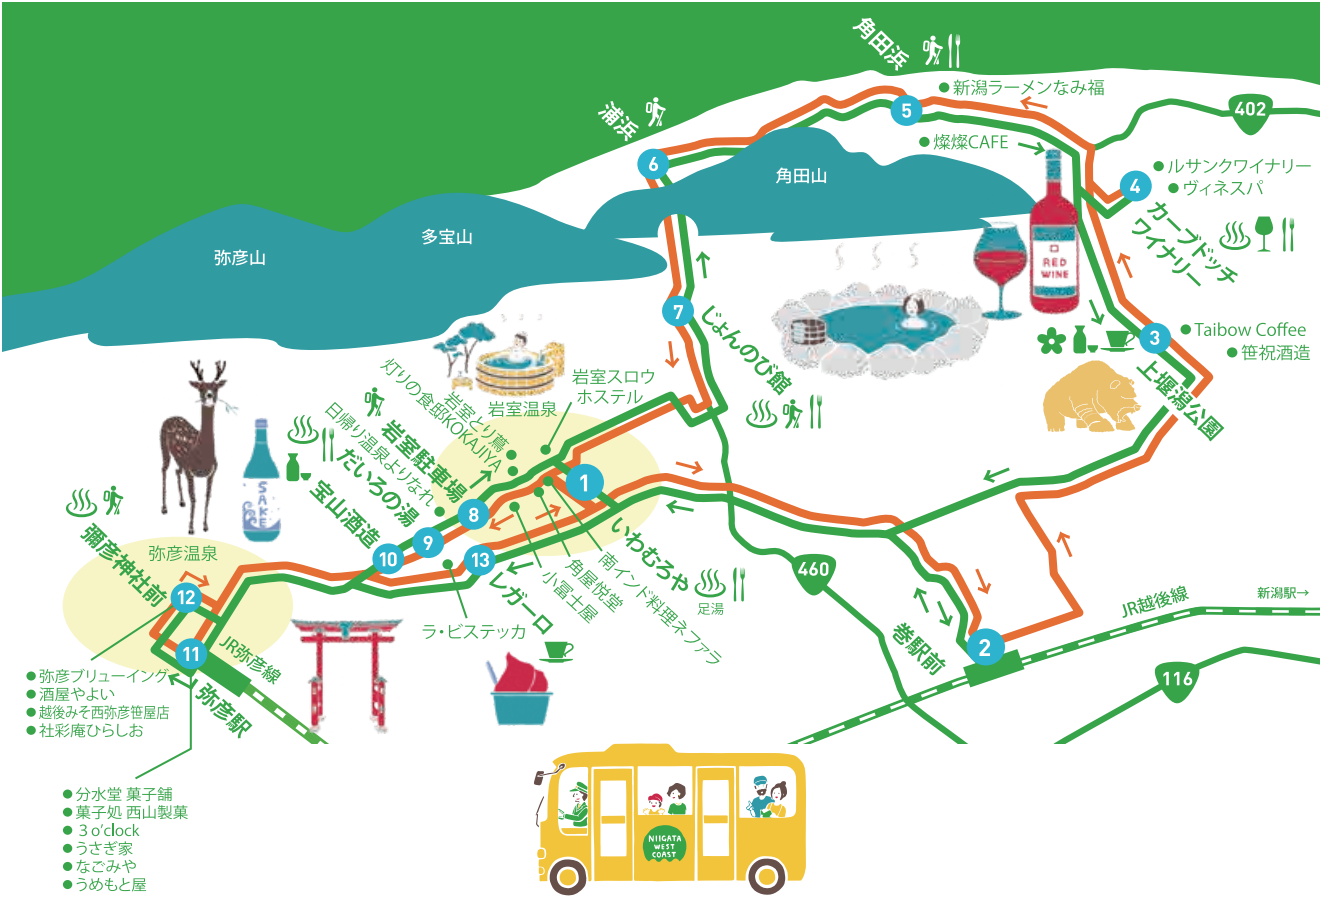 角田浜
新潟ラーメンなみ福
402
5
浦浜
燦燦CAFE
6
ルサンクワイナリー
4
ヴィネスパ
角田山
カーブドッチ
ワイナリー
多宝山
弥彦山
RED
WINE
7
じょんのび館
Taibow Coffee
3
笹祝酒造
上堰潟公園
岩室スロウ
ホステル
岩室温泉
灯りの食邸KOKAJIYA
岩室とり蔦
岩室駐車場
日帰り温泉よりなれ
だいろの湯
宝山酒造
1
8
9
10
13
SAKE
いわむろや
足湯
南インド料理ネファラ
角屋悦堂
小冨士屋
レガーロ
ラ・ビステッカ
460
弥彦温泉
彌彦神社前
12
11
JR弥彦線
弥彦駅
JR越後線
新潟駅→
巻駅前
2
116
弥彦ブリューイング
酒屋やよい
越後みそ西弥彦笹屋店
社彩庵ひらしお
分水堂 菓子舗
菓子処 西山製菓
3 o'clock
うさぎ家
なごみや
うめもと屋
NIIGATA
WEST
COAST